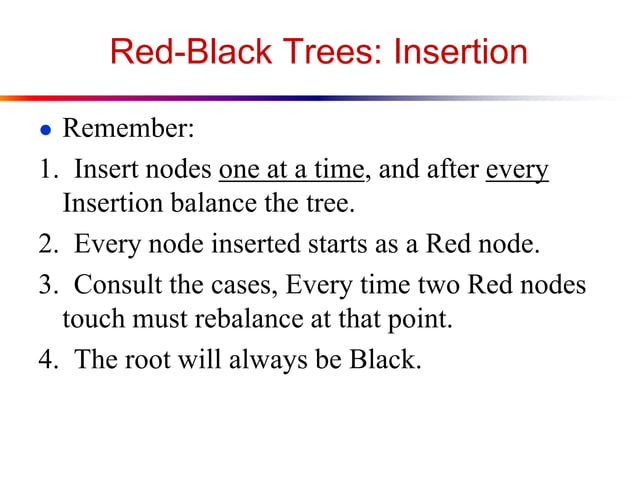 Red-Black Trees: Insertion
● Remember:
1. Insert nodes one at a time, and after every
Insertion balance the tree.
2. Every node inserted starts as a Red node.
3. Consult the cases, Every time two Red nodes
touch must rebalance at that point.
4. The root will always be Black.